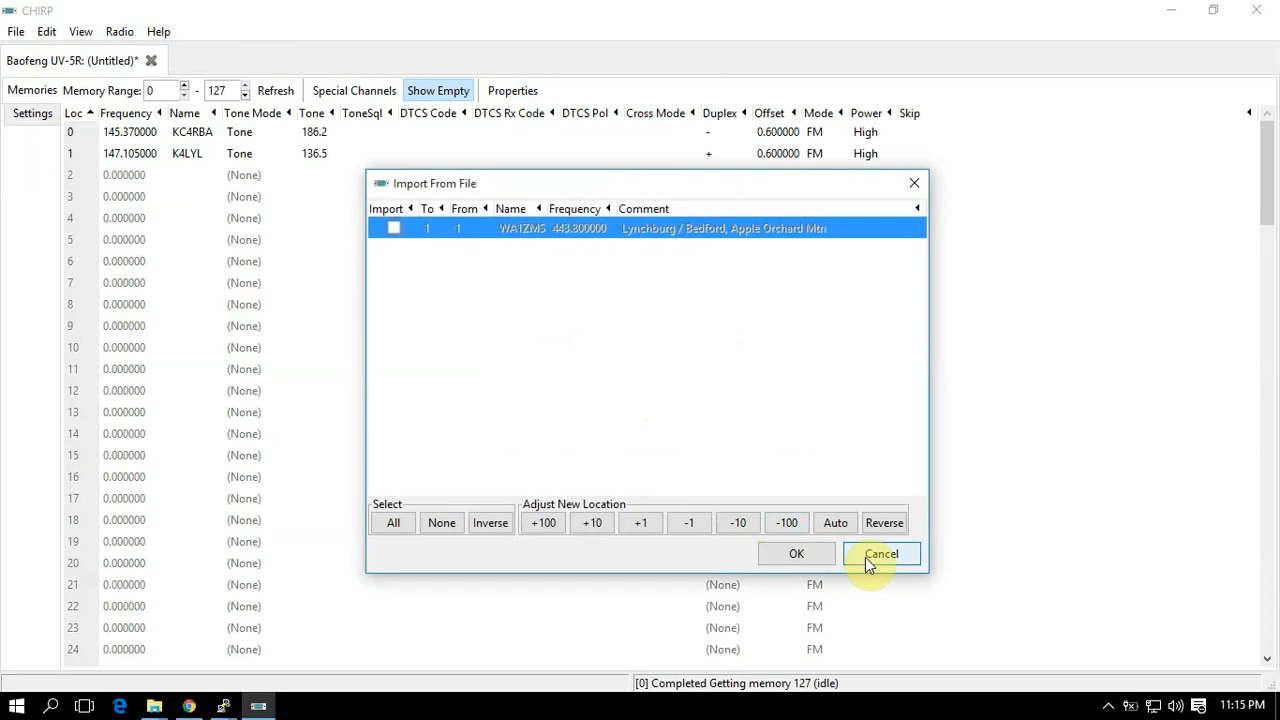 CHIRP
File Edit View Radio Help
Baofeng UV-5R: (Untitled)*
Memories Memory Range: 0 - 127 Refresh Special Channels Show Empty Properties
Settings Loc Frequency Name Tone Mode Tone ToneSql DTCS Code DTCS Rx Code DTCS Pol Cross Mode Duplex Offset Mode Power Skip
0 145.370000 KC4RBA Tone 186.2 - 0.600000 FM High
1 147.105000 K4LYL Tone 136.5 + 0.600000 FM High
2 0.000000 (None)
3 0.000000 (None)
4 0.000000 (None)
5 0.000000 (None)
6 0.000000 (None)
7 0.000000 (None)
8 0.000000 (None)
9 0.000000 (None)
10 0.000000 (None)
11 0.000000 (None)
12 0.000000 (None)
13 0.000000 (None)
14 0.000000 (None)
15 0.000000 (None)
16 0.000000 (None)
17 0.000000 (None)
18 0.000000 (None)
19 0.000000 (None)
20 0.000000 (None)
21 0.000000 (None) (None) FM
22 0.000000 (None) (None) FM
23 0.000000 (None) (None) FM
24 0.000000 (None) (None) FM
Import From File
Import To From Name Frequency Comment
1 1 WA1ZMS 443.800000 Lynchburg / Bedford, Apple Orchard Mtn
Select Adjust New Location
All None Inverse +100 +10 +1 -1 -10 -100 Auto Reverse
OK Cancel
[0] Completed Getting memory 127 (idle)
11:15 PM